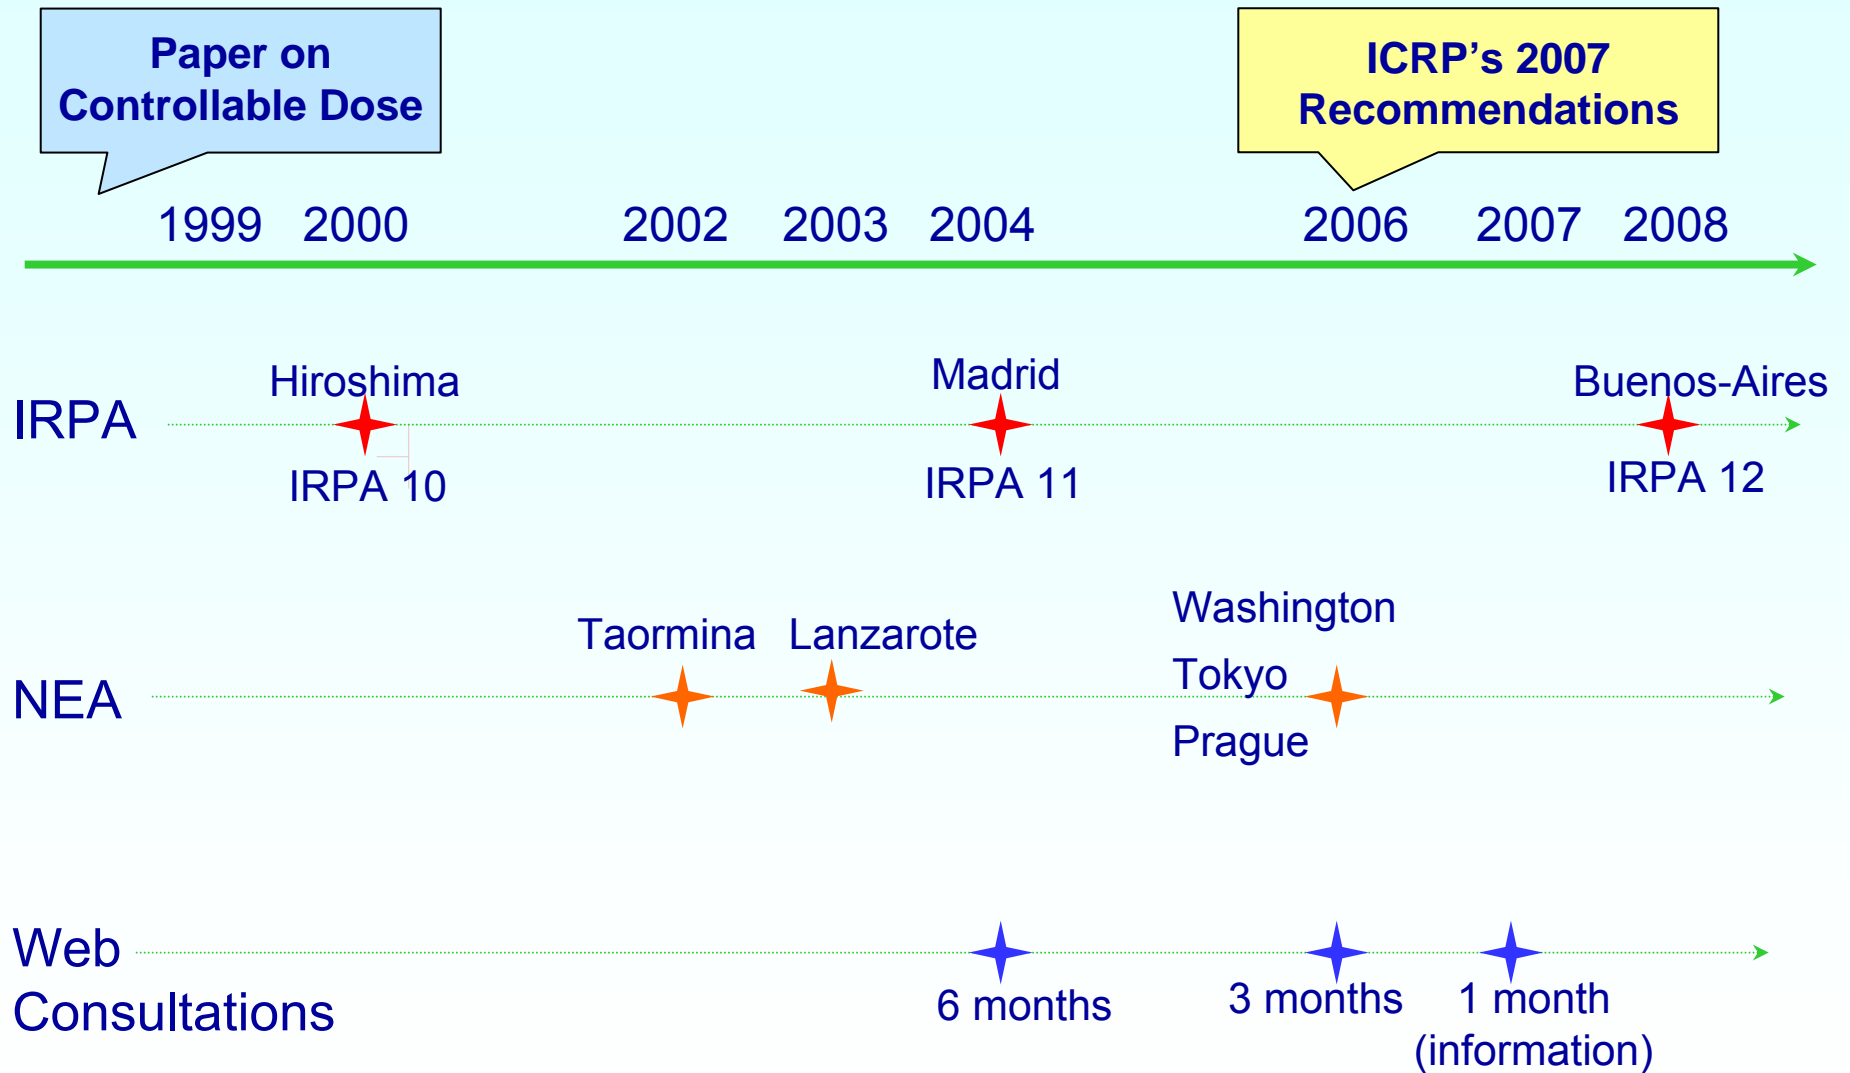 Paper on
Controllable Dose
ICRP's 2007
Recommendations
1999 2000 2002 2003 2004 2006 2007 2008
Hiroshima Madrid Buenos-Aires
IRPA
IRPA 10 IRPA 11 IRPA 12
Washington
Taormina Lanzarote
Tokyo
NEA
Prague
Web
Consultations
6 months 3 months 1 month
(information)